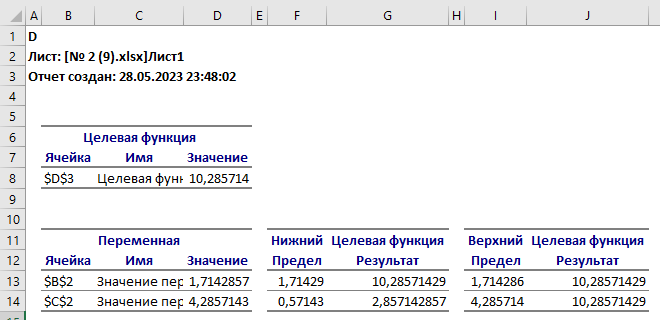 A B C D E F G H I J
1 D
2 Лист: [№ 2 (9).xlsx]Лист1
3 Отчет создан: 28.05.2023 23:48:02
4
5
6 Целевая функция
7 Ячейка Имя Значение
8 $D$3 Целевая функ 10,285714
9
10
11 Переменная Нижний Целевая функция Верхний Целевая функция
12 Ячейка Имя Значение Предел Результат Предел Результат
13 $B$2 Значение пер 1,7142857 1,71429 10,28571429 1,714286 10,28571429
14 $C$2 Значение пер 4,2857143 0,57143 2,857142857 4,285714 10,28571429